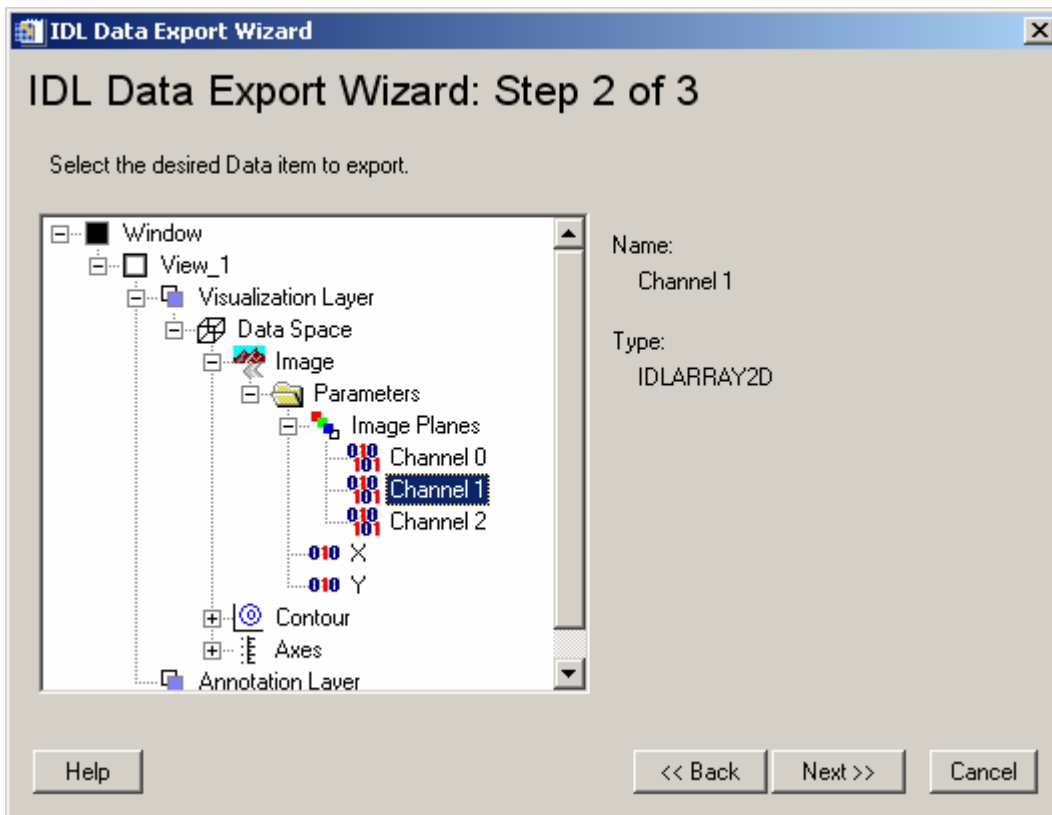 IDL Data Export Wizard
IDL Data Export Wizard: Step 2 of 3
Select the desired Data item to export.
Window
View_1
Visualization Layer
Data Space
Image
Parameters
Image Planes
Channel 0
Channel 1
Channel 2
X
Y
Contour
Axes
Annotation Layer
Name:
Channel 1
Type:
IDLARRAY2D
Help
<< Back
Next >>
Cancel